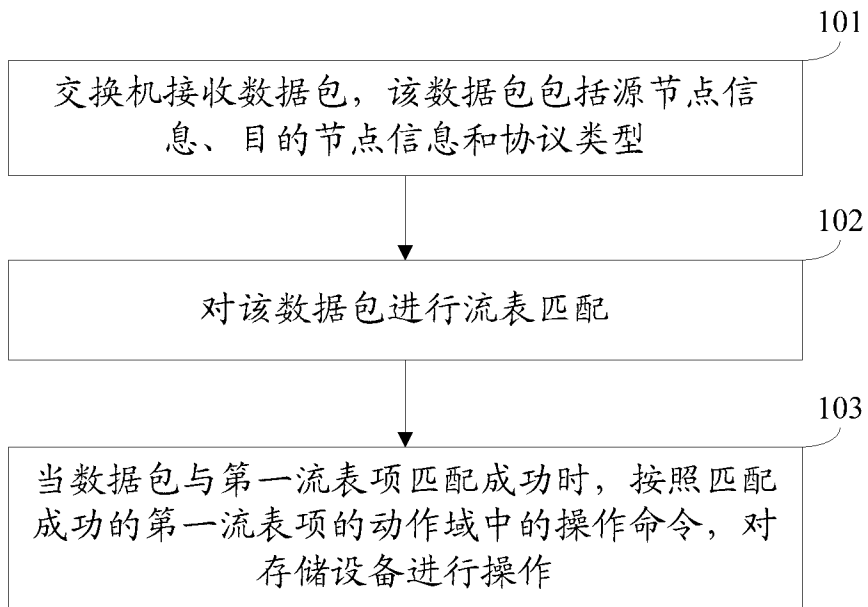 101
交换机接收数据包，该数据包包括源节点信
息、目的节点信息和协议类型
102
对该数据包进行流表匹配
103
当数据包与第一流表项匹配成功时，按照匹配
成功的第一流表项的动作域中的操作命令，对
存储设备进行操作